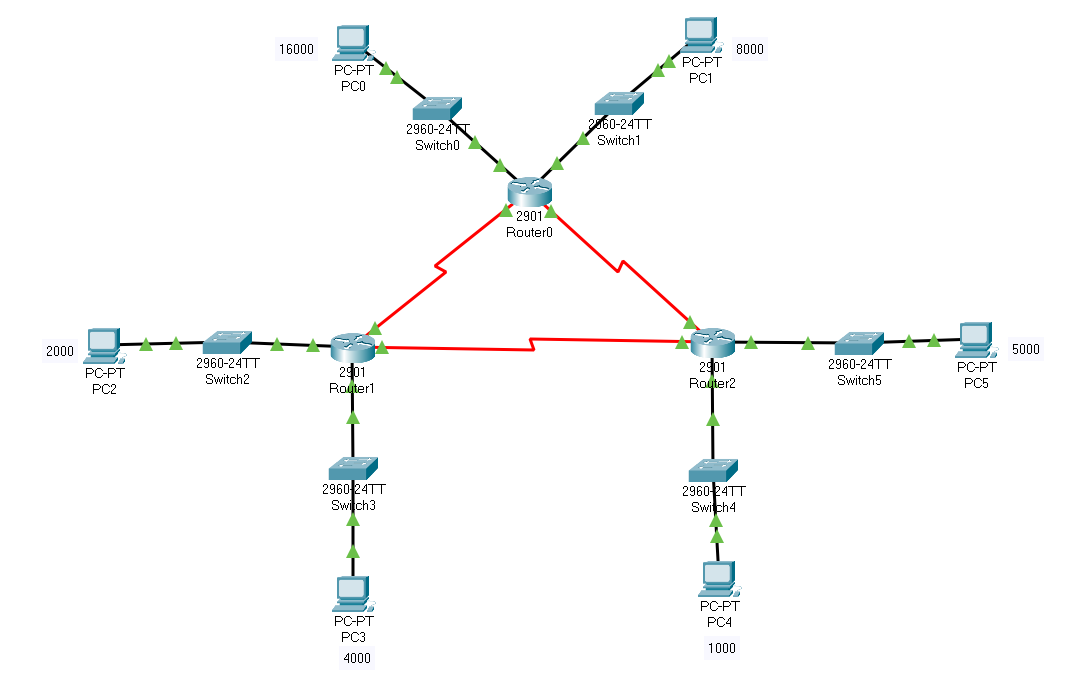 16000
PC-PT
PC0
PC-PT
PC1
8000
2960-24TT
Switch0
2960-24TT
Switch1
2901
Router0
2000
PC-PT
PC2
2960-24TT
Switch2
2901
Router1
2901
Router2
2960-24TT
Switch5
PC-PT
PC5
5000
2960-24TT
Switch3
2960-24TT
Switch4
PC-PT
PC3
4000
PC-PT
PC4
1000